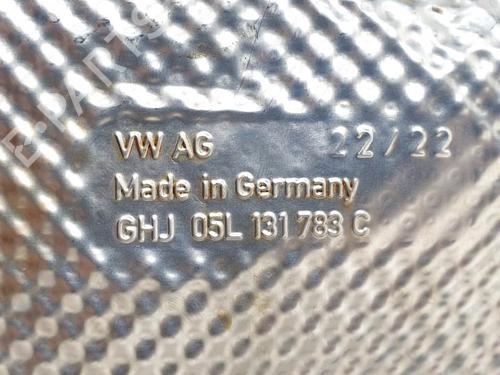 VW AG 22/22
Made in Germany
GHJ 05L 131 783 C